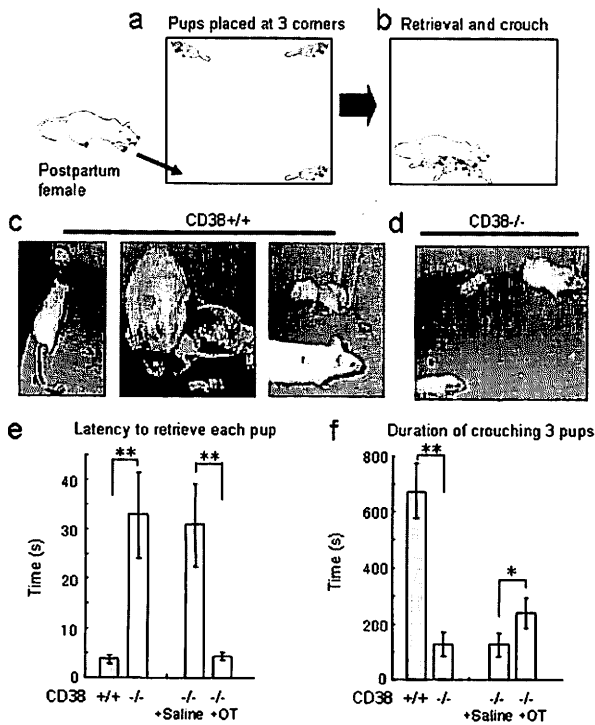 a Pups placed at 3 corners
b Retrieval and crouch
Postpartum
female
c CD38+/+
d CD38-/-
e Latency to retrieve each pup
Time (s)
40
30
20
10
5
0
**
**
CD38 +/+ -/- -/- -/-
+Saline +OT
f Duration of crouching 3 pups
Time (s)
800
600
400
200
0
**
*
CD38 +/+ -/- -/- -/-
+Saline +OT